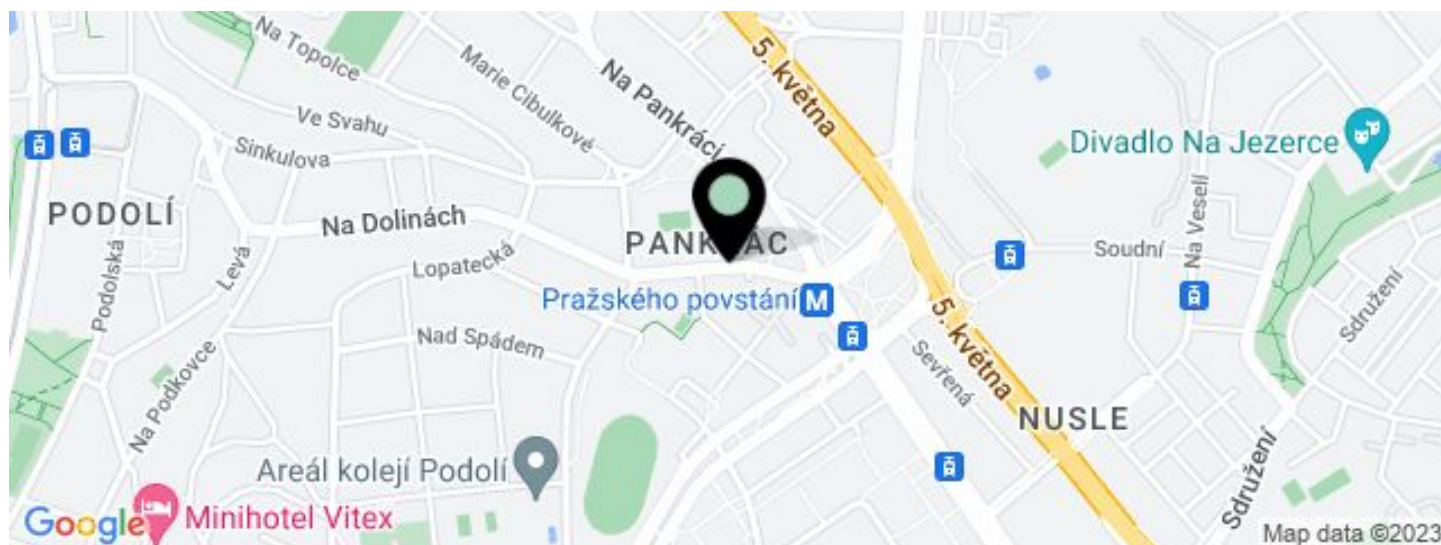 Na Topolce
Marie Cibulkové
Na Pankráci
5. května
Ve Svahu
Sinkulova
Divadlo Na Jezerce
PODOLÍ
Na Dolinách
PANKRÁC
Na Veselí
Soudní
Podolská
Levá
Lopatecká
Pražského povstání
M
Sdružení
5. května
Nad Spádem
Sevřená
Na Podkovce
NUSLE
Areál kolejí Podolí
Sdružení
Google
Minihotel Vitex
Map data ©2023